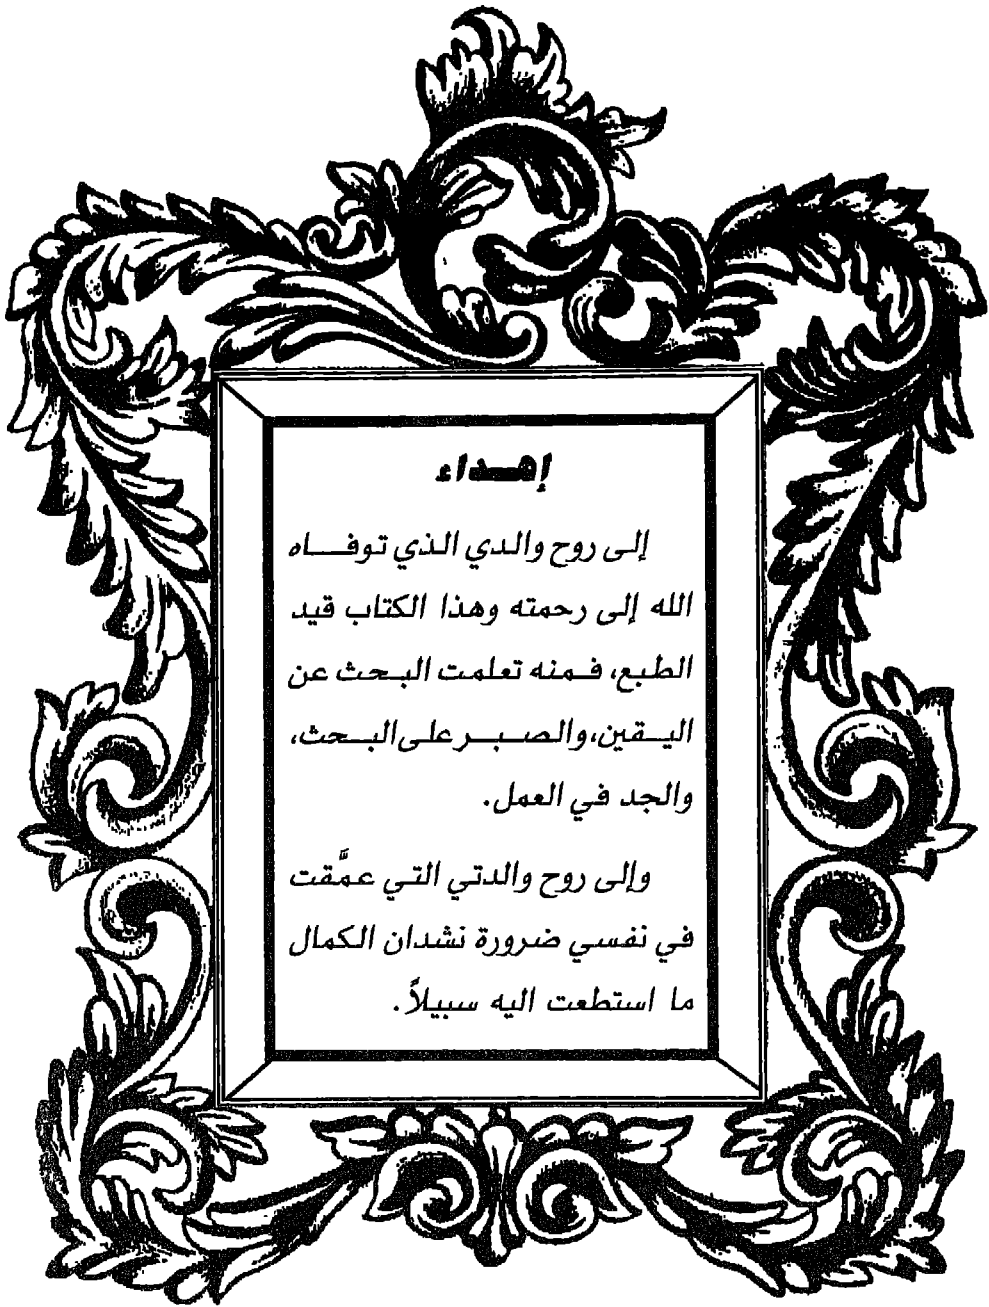 إهداء
إلى روح والدي الذي توفاه
الله إلى رحمته وهذا الكتاب قيد
الطبع، فمنه تعلمت البحث عن
اليقين، والصبر على البحث،
والجد في العمل.
وإلى روح والدتي التي عمَّقت
في نفسي ضرورة نشدان الكمال
ما استطعت اليه سبيلاً.